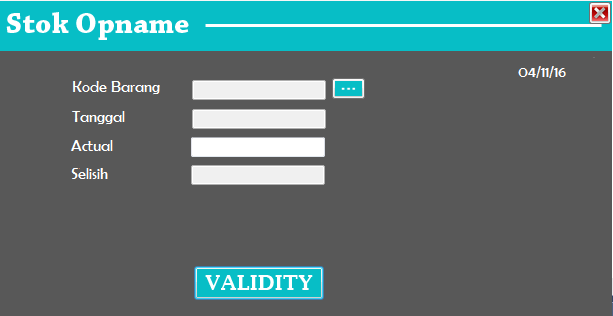 Stok Opname
04/11/16
Kode Barang
...
Tanggal
Actual
Selisih
VALIDITY